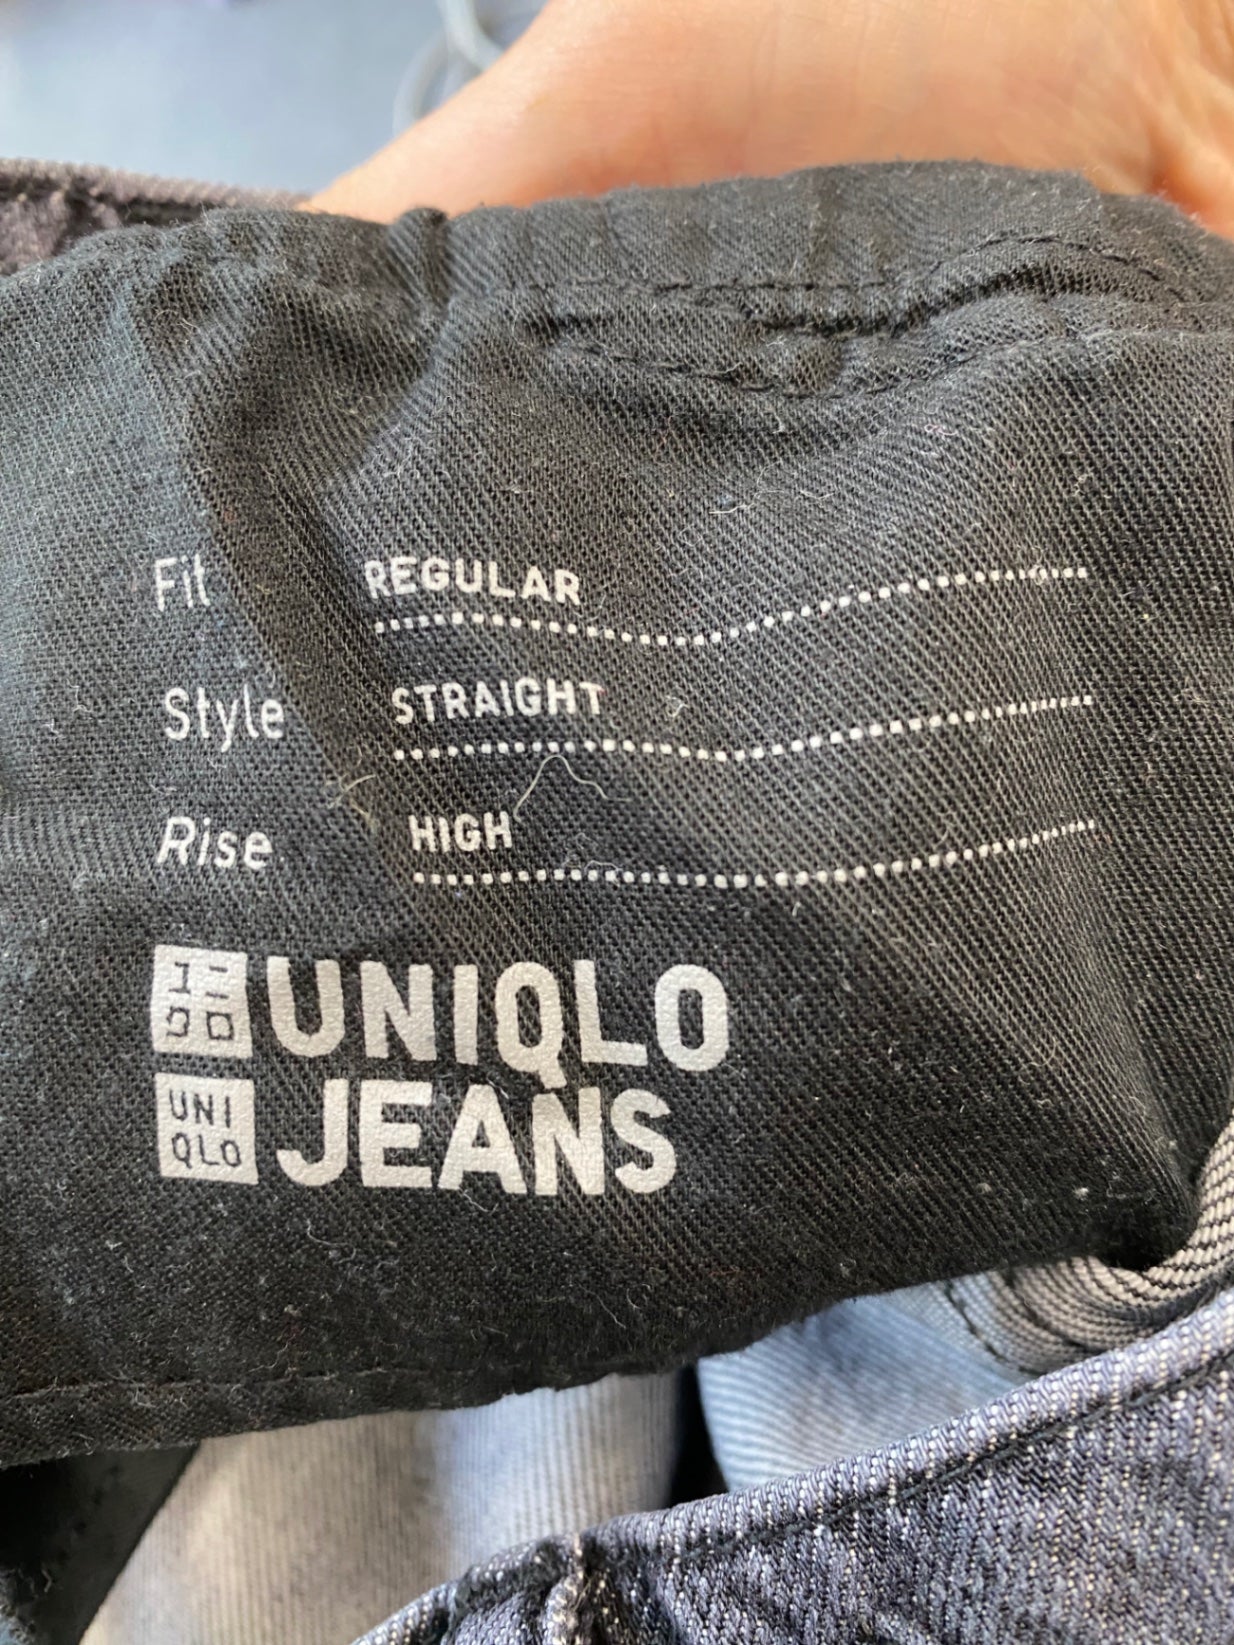 Fit REGULAR
Style STRAIGHT
Rise HIGH
ユニ UNIQLO
クロ
UNI JEANS
QLO